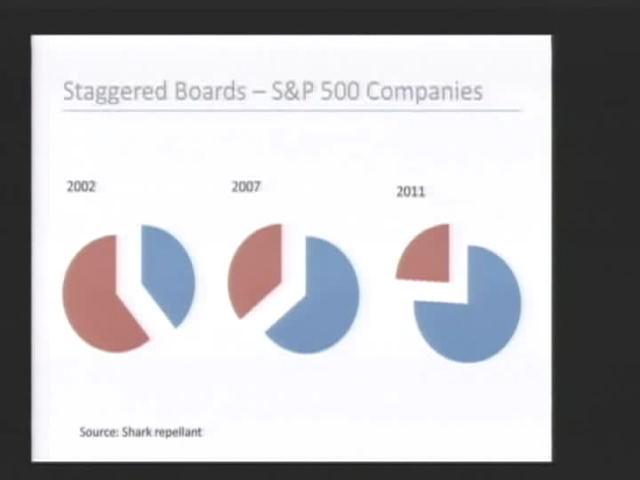 Staggered Boards – S&P 500 Companies
2002
2007
2011
Source: Shark repellant